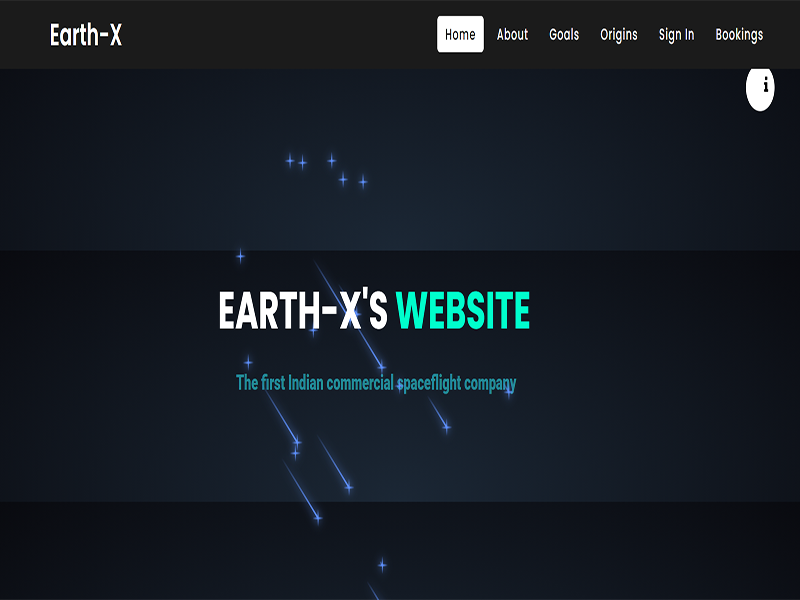 Earth-X
Home About Goals Origins Sign In Bookings
i
EARTH-X'S WEBSITE
The first Indian commercial spaceflight company